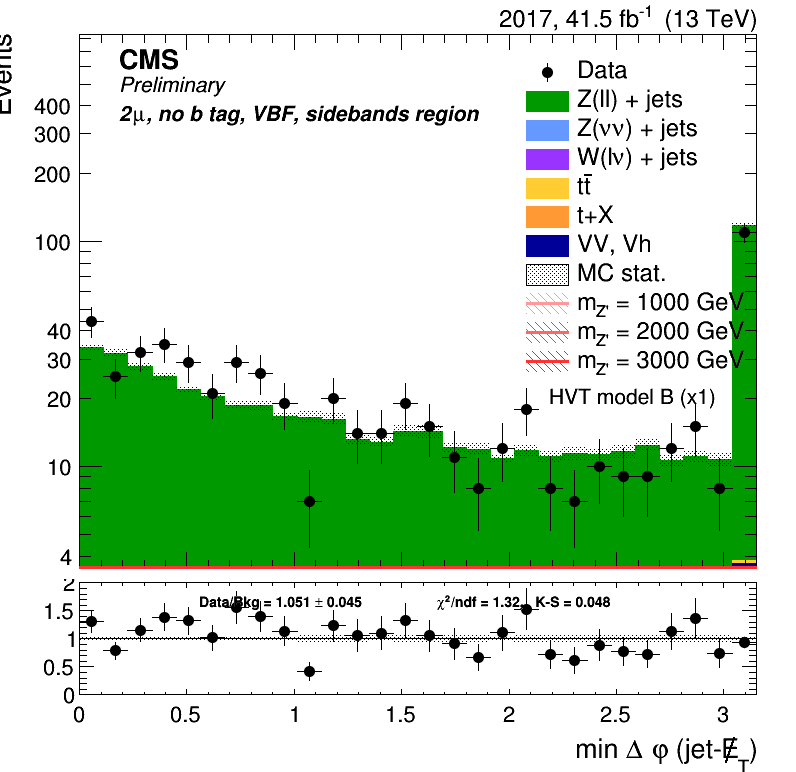 2017, 41.5 fb⁻¹ (13 TeV)
Events
CMS
Preliminary
2μ, no b tag, VBF, sidebands region
Data
Z(ll) + jets
Z(νν) + jets
W(lν) + jets
tt̄
t+X
VV, Vh
MC stat.
m_Z' = 1000 GeV
m_Z' = 2000 GeV
m_Z' = 3000 GeV
HVT model B (x1)
400
300
200
100
40
30
20
10
4
Data/Bkg = 1.051 ± 0.045
χ²/ndf = 1.32, K-S = 0.048
2
1.5
1
0.5
0
0 0.5 1 1.5 2 2.5 3
min Δ φ (jet-E̸_T)